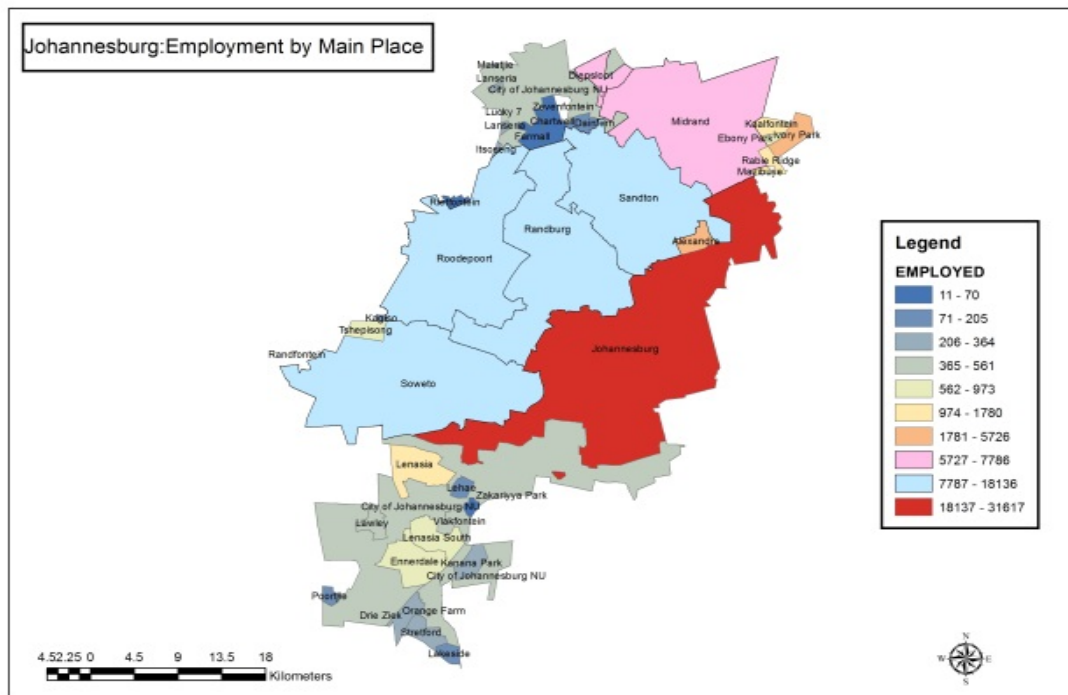 Johannesburg:Employment by Main Place
Malatjie
Lanseria
Diepsloot
City of Johannesburg NU
Zevenfontein
Lucky 7
Chartwell
Lanseria
Dainfern
Farmall
Itsoseng
Midrand
Kaalfontein
Ebony Park
Ivory Park
Rabie Ridge
Rietfontein
Sandton
Randburg
Alexandra
Roodepoort
Kagiso
Tshepisong
Randfontein
Johannesburg
Soweto
Lenasia
Lehae
Zakariyya Park
City of Johannesburg NU
Lawley
Vlakfontein
Lenasia South
Ennerdale
Kanana Park
City of Johannesburg NU
Poortjie
Drie Ziek
Orange Farm
Stretford
Lakeside
Legend
EMPLOYED
11 - 70
71 - 205
206 - 364
365 - 561
562 - 973
974 - 1780
1781 - 5726
5727 - 7786
7787 - 18136
18137 - 31617
4.52.25 0 4.5 9 13.5 18
Kilometers
N
W E
S